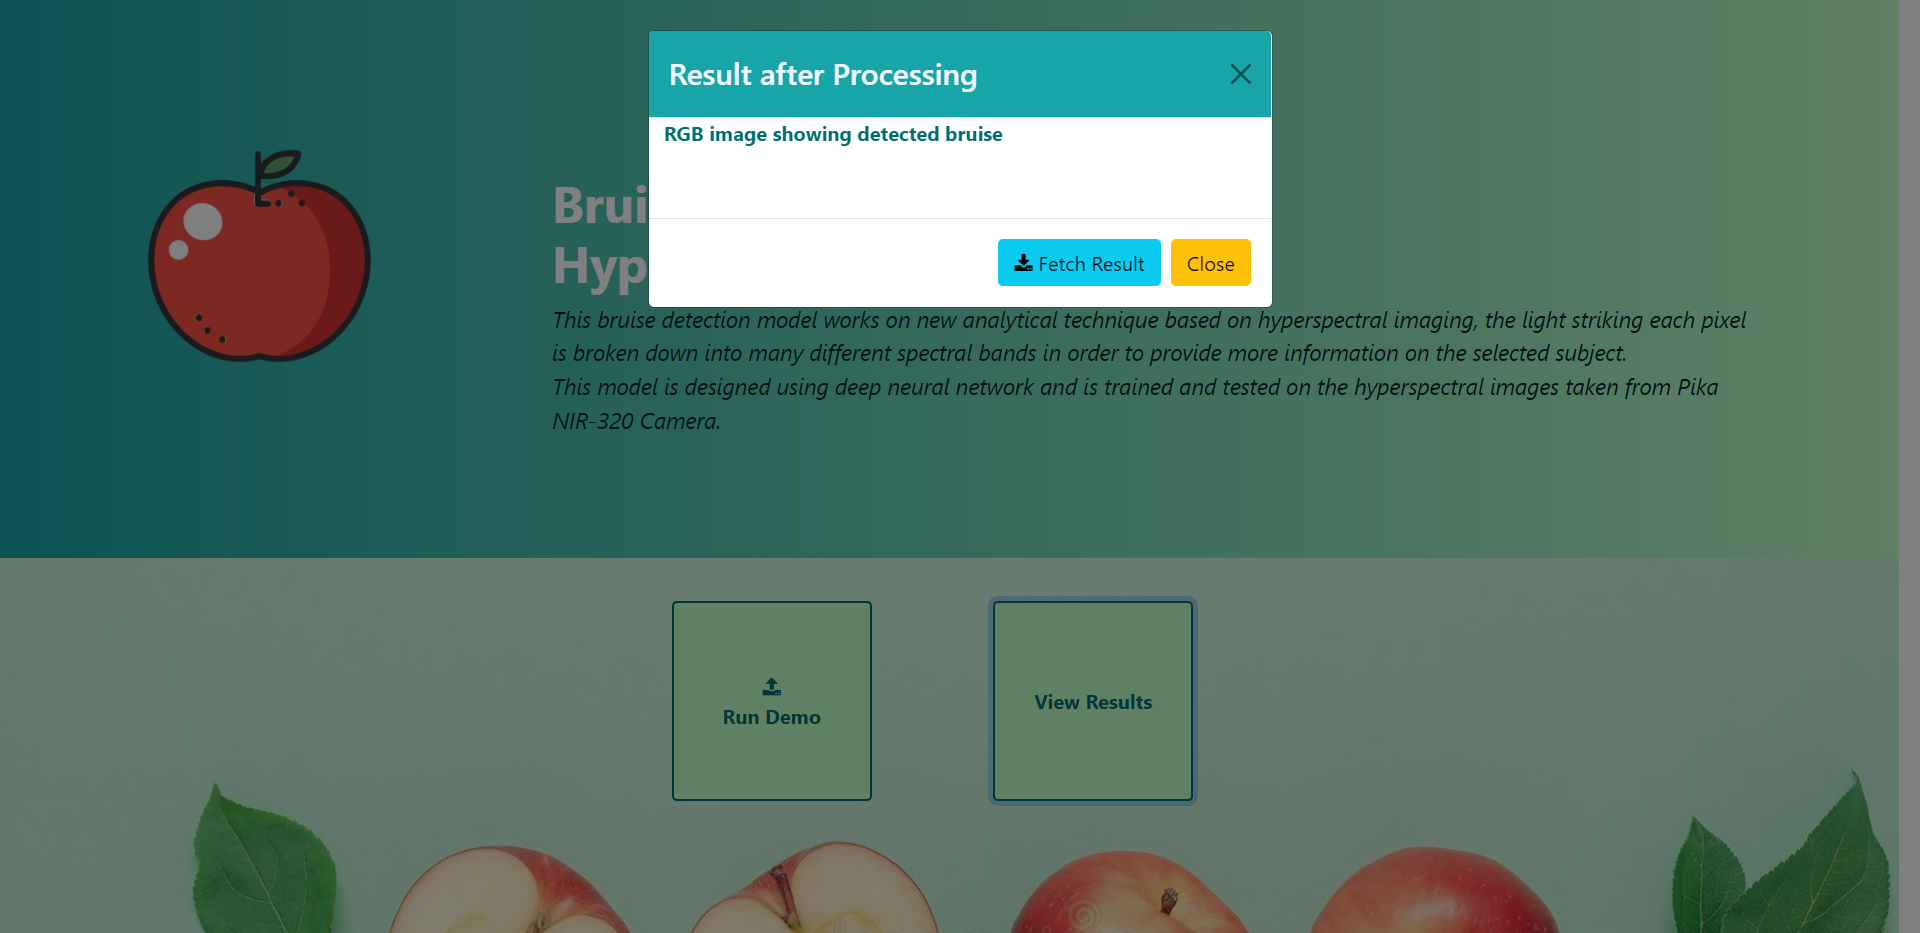 Result after Processing
RGB image showing detected bruise
Fetch Result
Close
Brui
Hyp
This bruise detection model works on new analytical technique based on hyperspectral imaging, the light striking each pixel
is broken down into many different spectral bands in order to provide more information on the selected subject.
This model is designed using deep neural network and is trained and tested on the hyperspectral images taken from Pika
NIR-320 Camera.
Run Demo
View Results